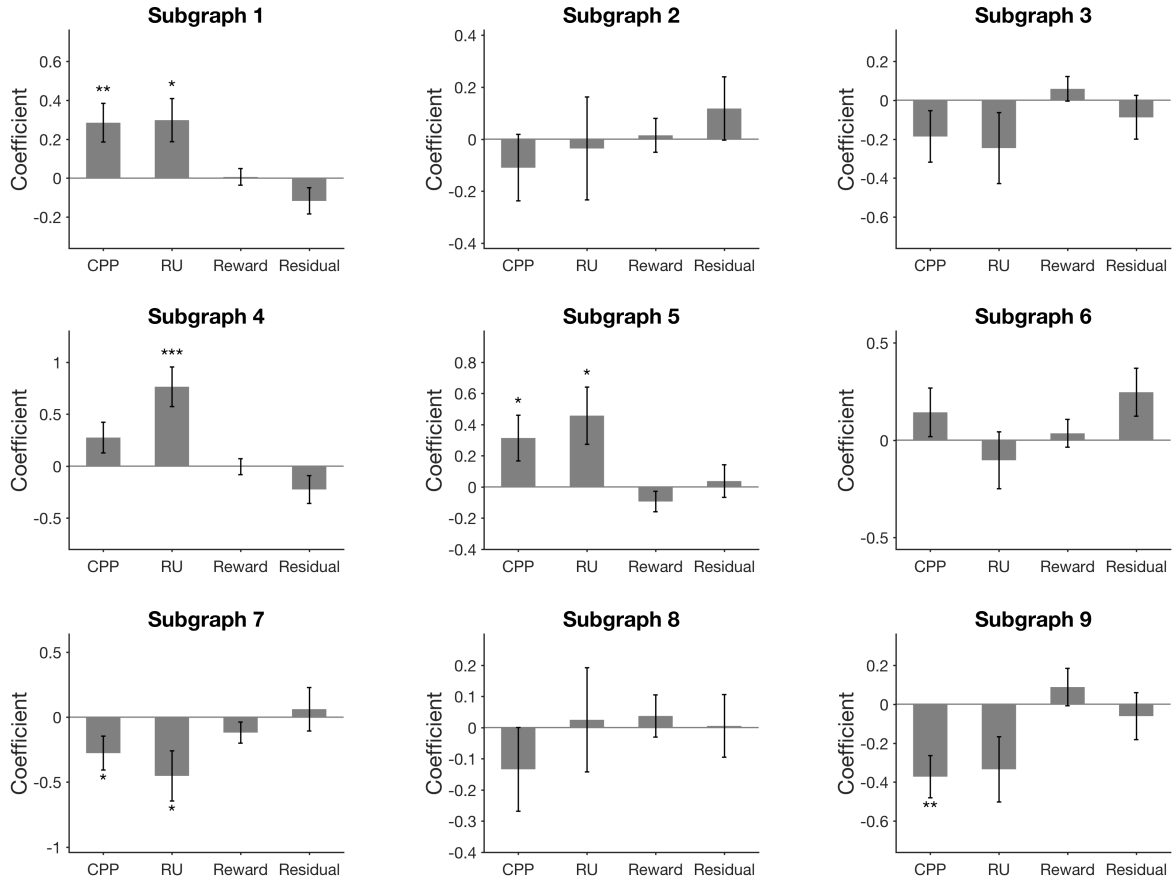 Subgraph 1
Coefficient
0.6
0.4
0.2
0
-0.2
**
*
CPP RU Reward Residual
Subgraph 2
Coefficient
0.4
0.2
0
-0.2
-0.4
CPP RU Reward Residual
Subgraph 3
Coefficient
0.2
0
-0.2
-0.4
-0.6
CPP RU Reward Residual
Subgraph 4
Coefficient
1
0.5
0
-0.5
***
CPP RU Reward Residual
Subgraph 5
Coefficient
0.8
0.6
0.4
0.2
0
-0.2
-0.4
*
*
CPP RU Reward Residual
Subgraph 6
Coefficient
0.5
0
-0.5
CPP RU Reward Residual
Subgraph 7
Coefficient
0.5
0
-0.5
-1
*
*
CPP RU Reward Residual
Subgraph 8
Coefficient
0.2
0.1
0
-0.1
-0.2
-0.3
-0.4
CPP RU Reward Residual
Subgraph 9
Coefficient
0.2
0
-0.2
-0.4
-0.6
**
CPP RU Reward Residual